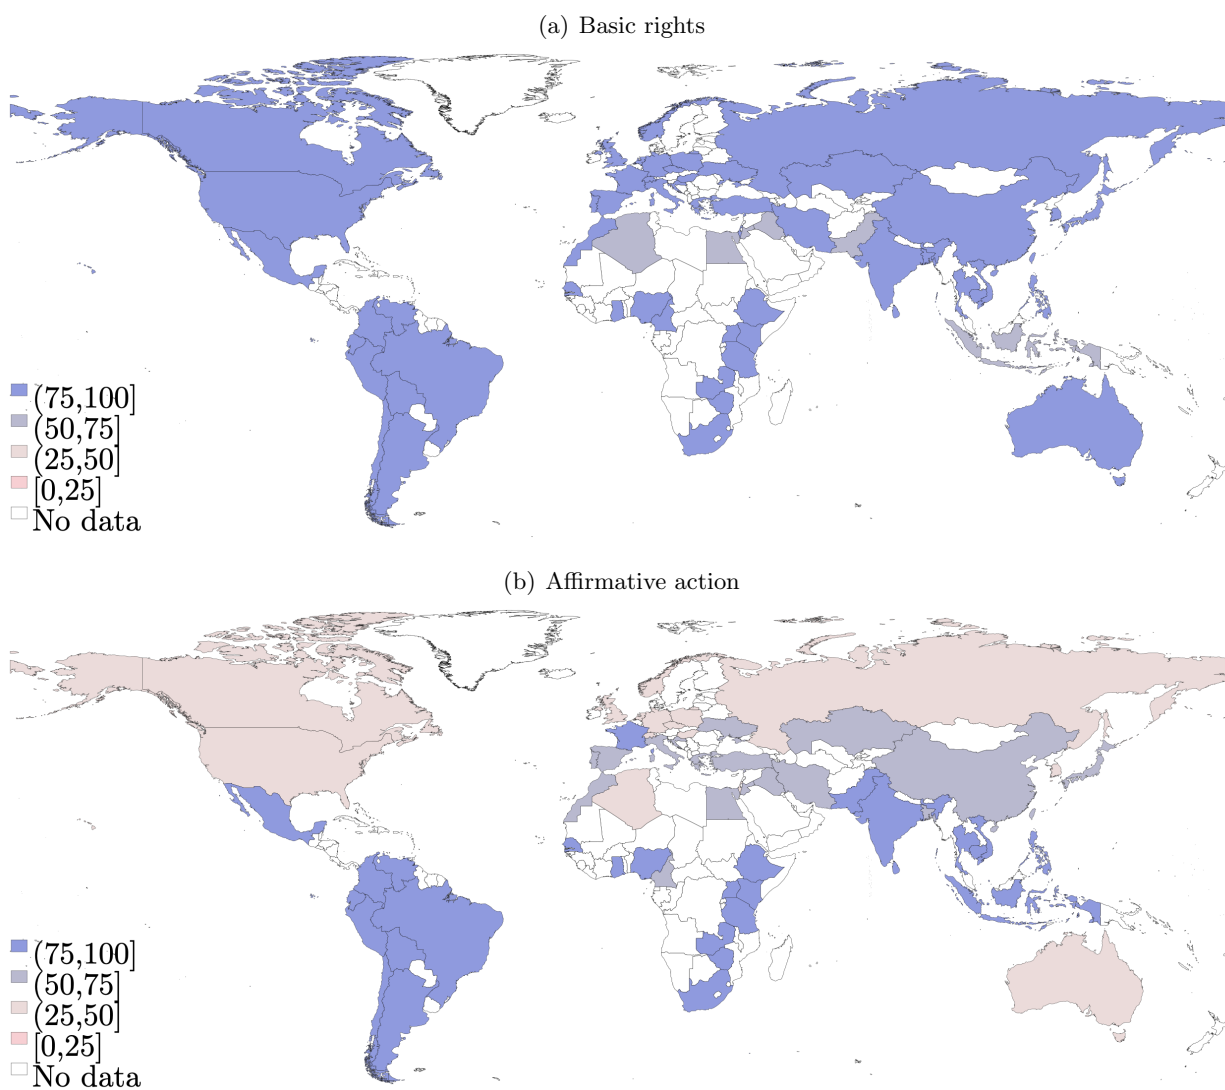 (a) Basic rights
(75,100]
(50,75]
(25,50]
[0,25]
No data
(b) Affirmative action
(75,100]
(50,75]
(25,50]
[0,25]
No data